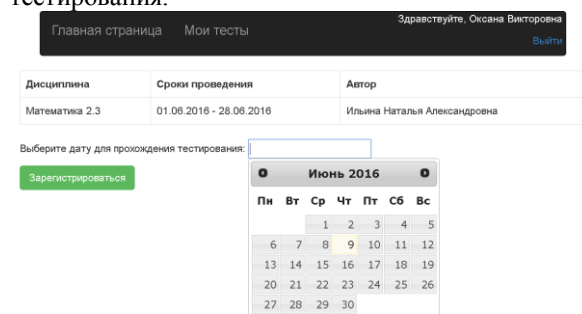 тестирования.
Главная страница Мои тесты
Здравствуйте, Оксана Викторовна
Выйти
Дисциплина Сроки проведения Автор
Математика 2.3 01.06.2016 - 28.06.2016 Ильина Наталья Александровна
Выберите дату для прохождения тестирования:
Зарегистрироваться
Июнь 2016
Пн Вт Ср Чт Пт Сб Вс
1 2 3 4 5
6 7 8 9 10 11 12
13 14 15 16 17 18 19
20 21 22 23 24 25 26
27 28 29 30